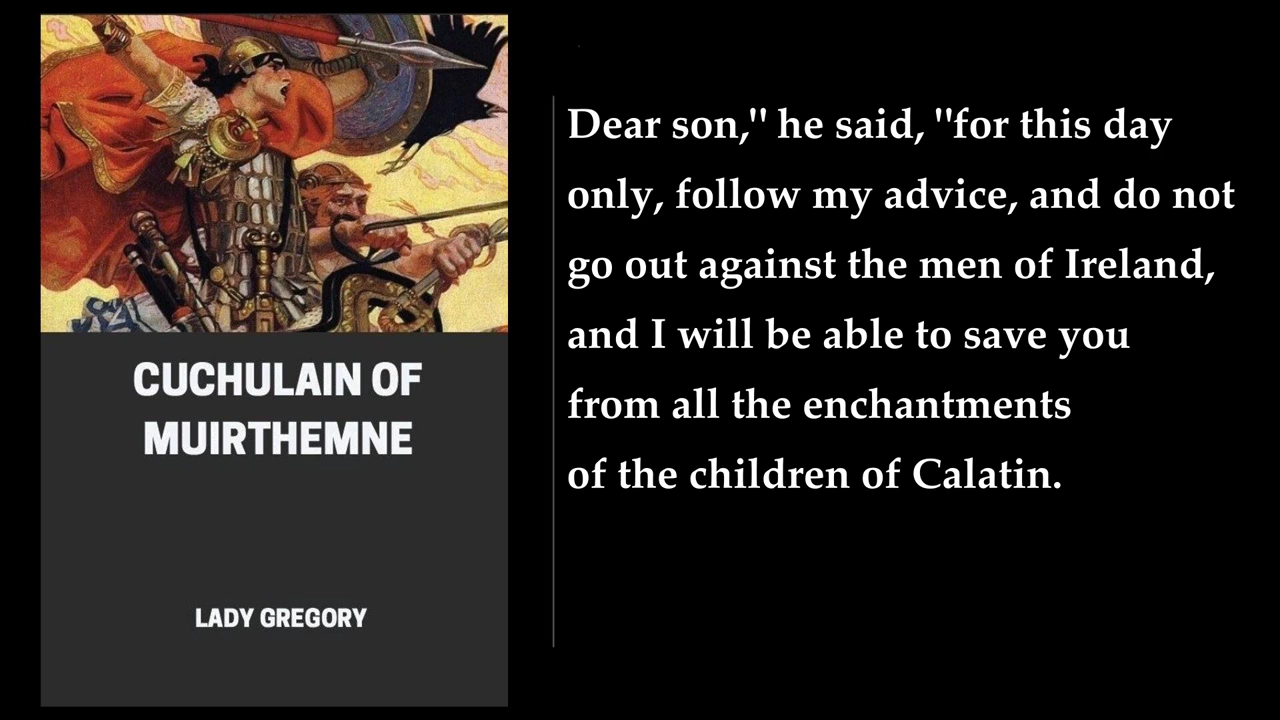 CUCHULAIN OF
MUIRTHEMNE
LADY GREGORY
Dear son," he said, "for this day
only, follow my advice, and do not
go out against the men of Ireland,
and I will be able to save you
from all the enchantments
of the children of Calatin.